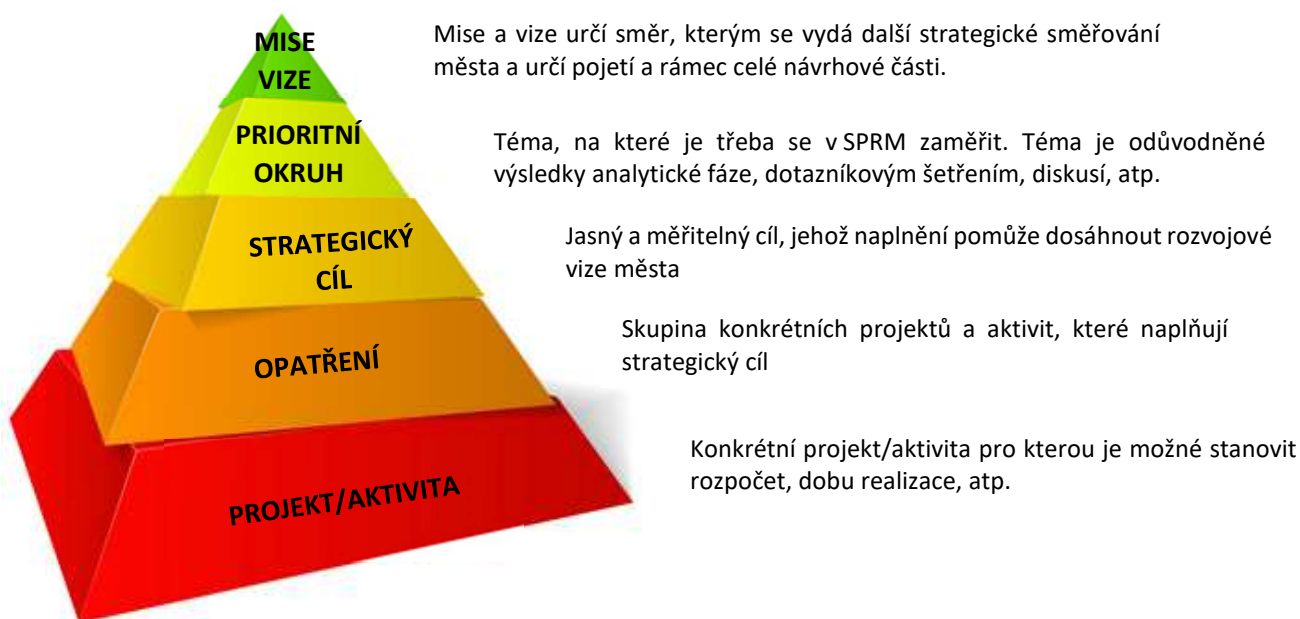 MISE
VIZE
Mise a vize určí směr, kterým se vydá další strategické směřování
města a určí pojetí a rámec celé návrhové části.
PRIORITNÍ
OKRUH
Téma, na které je třeba se v SPRM zaměřit. Téma je odůvodněné
výsledky analytické fáze, dotazníkovým šetřením, diskusí, atp.
STRATEGICKÝ
CÍL
Jasný a měřitelný cíl, jehož naplnění pomůže dosáhnout rozvojové
vize města
OPATŘENÍ
Skupina konkrétních projektů a aktivit, které naplňují
strategický cíl
PROJEKT/AKTIVITA
Konkrétní projekt/aktivita pro kterou je možné stanovit
rozpočet, dobu realizace, atp.